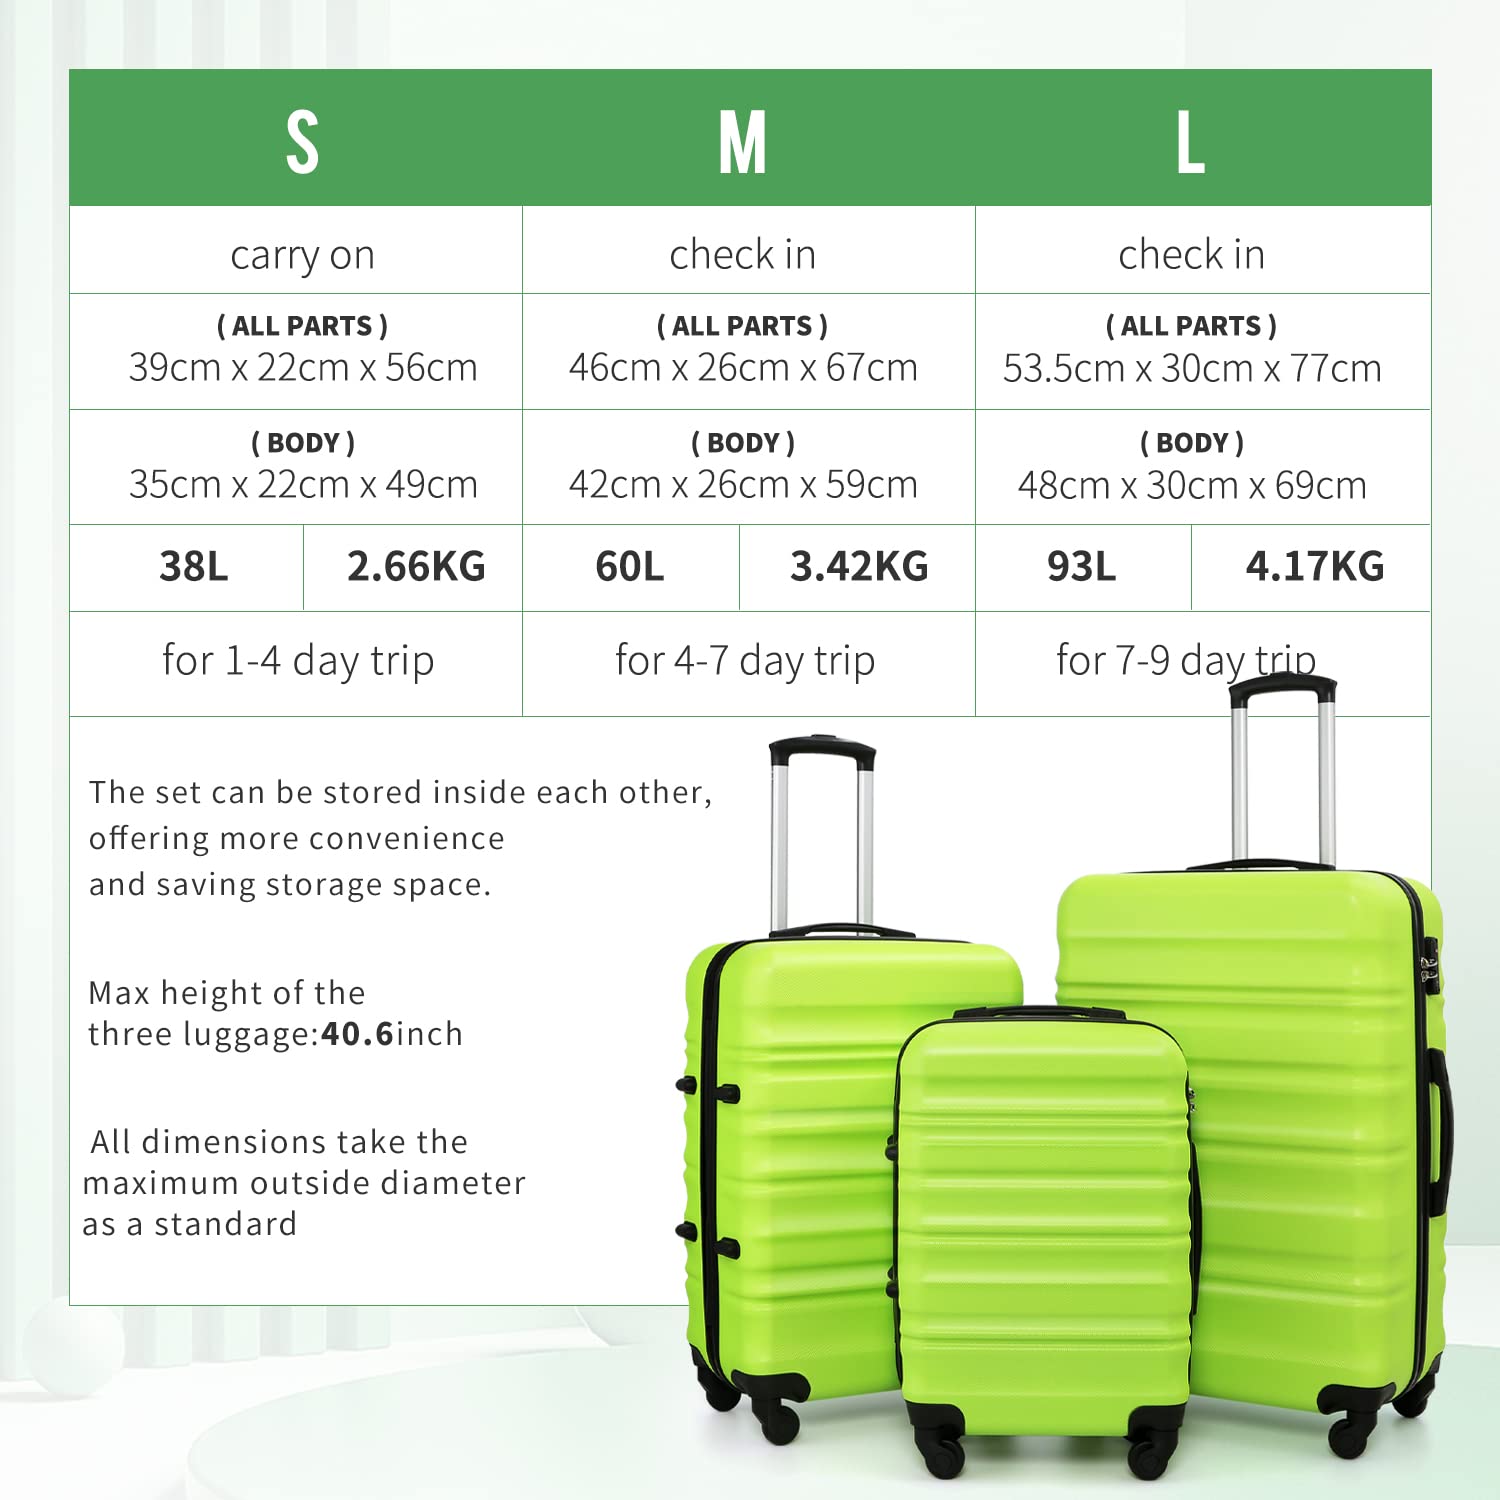 S
M
L
carry on
check in
check in
( ALL PARTS )
39cm x 22cm x 56cm
( ALL PARTS )
46cm x 26cm x 67cm
( ALL PARTS )
53.5cm x 30cm x 77cm
( BODY )
35cm x 22cm x 49cm
( BODY )
42cm x 26cm x 59cm
( BODY )
48cm x 30cm x 69cm
38L
2.66KG
60L
3.42KG
93L
4.17KG
for 1-4 day trip
for 4-7 day trip
for 7-9 day trip
The set can be stored inside each other,
offering more convenience
and saving storage space.
Max height of the
three luggage:40.6inch
All dimensions take the
maximum outside diameter
as a standard